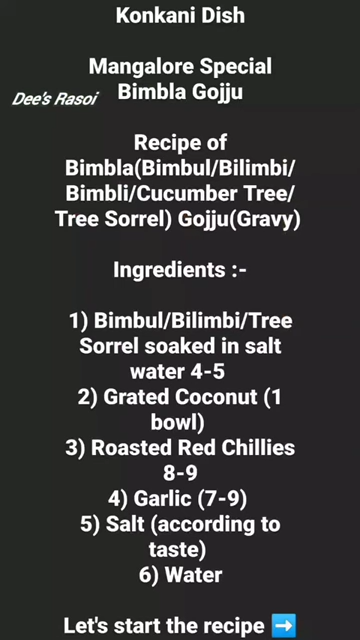 Konkani Dish
Mangalore Special
Dee's Rasoi
Bimbla Gojju
Recipe of
Bimbla(Bimbul/Bilimbi/
Bimbli/Cucumber Tree/
Tree Sorrel) Gojju(Gravy)
Ingredients :-
1) Bimbul/Bilimbi/Tree
Sorrel soaked in salt
water 4-5
2) Grated Coconut (1
bowl)
3) Roasted Red Chillies
8-9
4) Garlic (7-9)
5) Salt (according to
taste)
6) Water
Let's start the recipe ➡️